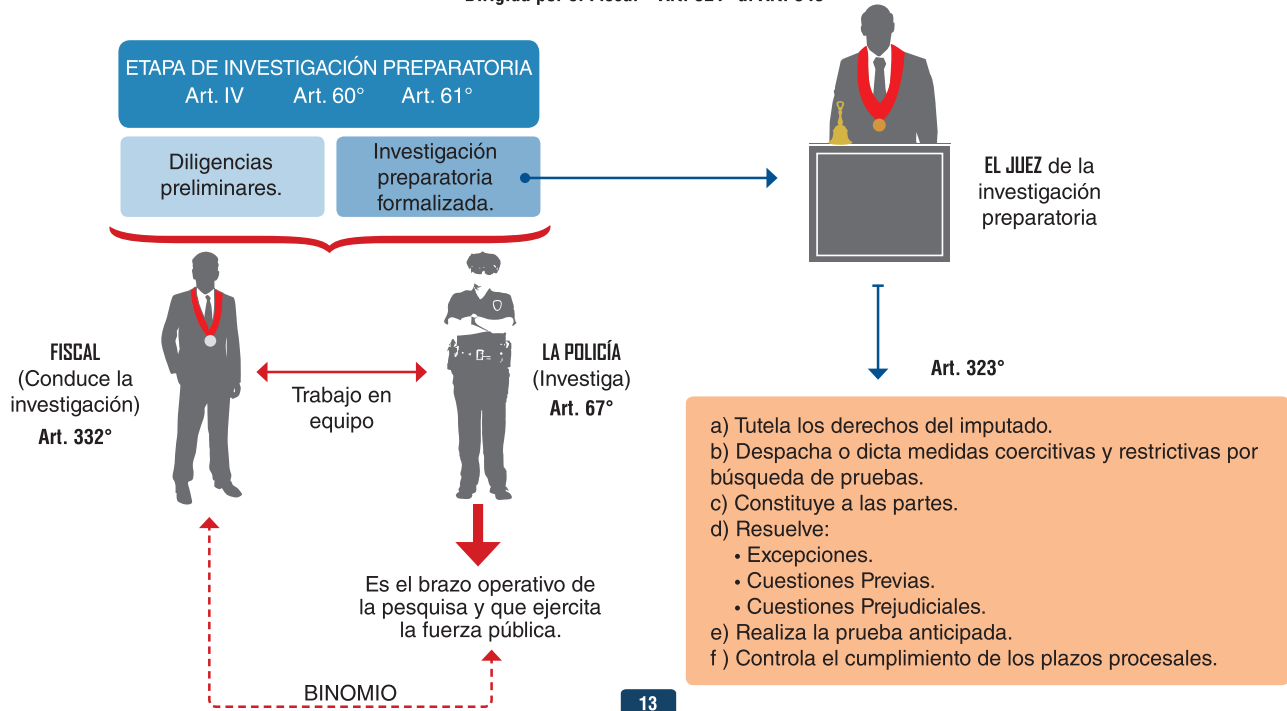 ETAPA DE INVESTIGACIÓN PREPARATORIA
Art. IV Art. 60° Art. 61°
Diligencias
preliminares.
Investigación
preparatoria
formalizada.
EL JUEZ de la
investigación
preparatoria
FISCAL
(Conduce la
investigación)
Art. 332°
Trabajo en
equipo
LA POLICÍA
(Investiga)
Art. 67°
Es el brazo operativo de
la pesquisa y que ejercita
la fuerza pública.
BINOMIO
Art. 323°
a) Tutela los derechos del imputado.
b) Despacha o dicta medidas coercitivas y restrictivas por
búsqueda de pruebas.
c) Constituye a las partes.
d) Resuelve:
• Excepciones.
• Cuestiones Previas.
• Cuestiones Prejudiciales.
e) Realiza la prueba anticipada.
f ) Controla el cumplimiento de los plazos procesales.
13